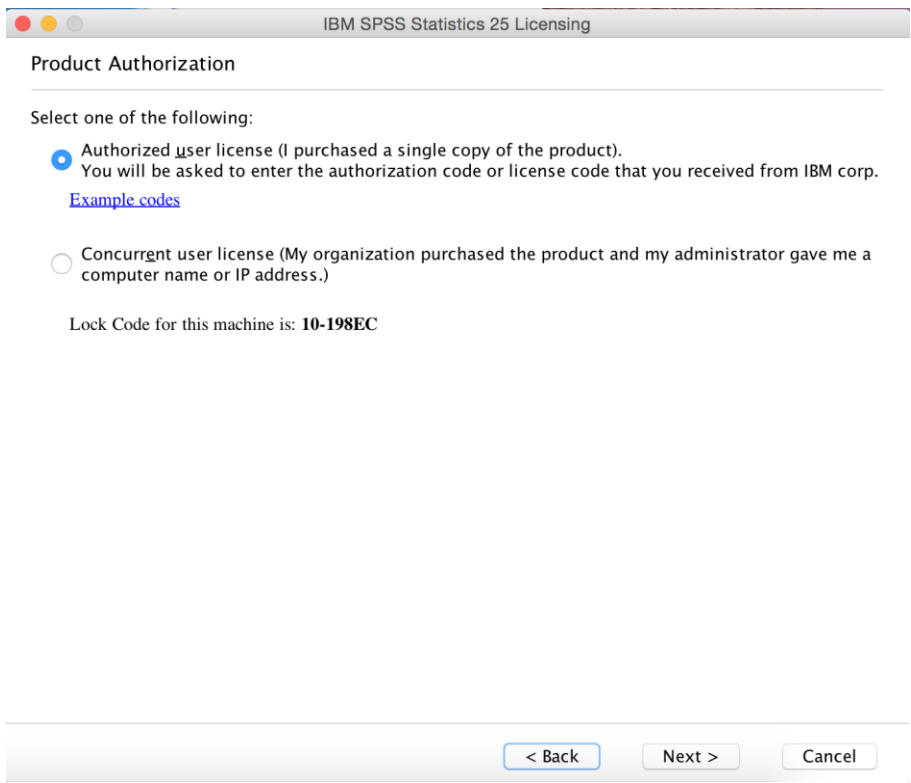 IBM SPSS Statistics 25 Licensing
Product Authorization
Select one of the following:
Authorized user license (I purchased a single copy of the product).
You will be asked to enter the authorization code or license code that you received from IBM corp.
Example codes
Concurrent user license (My organization purchased the product and my administrator gave me a
computer name or IP address.)
Lock Code for this machine is: 10-198EC
< Back Next > Cancel